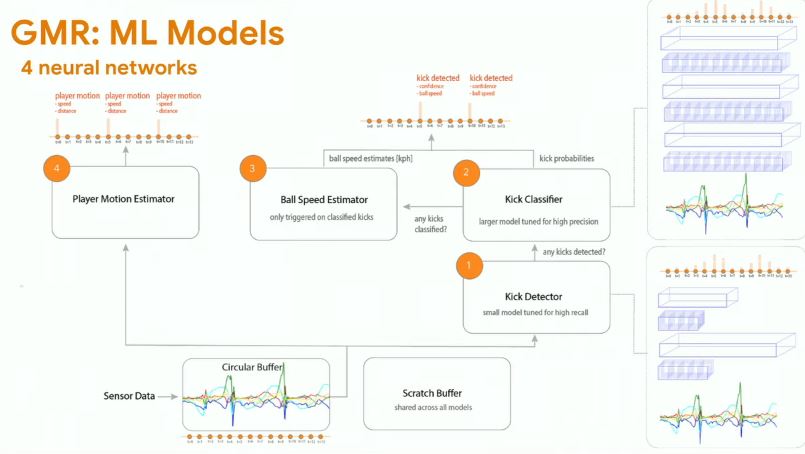 GMR: ML Models
4 neural networks
player motion
- speed
- distance
player motion
- speed
- distance
player motion
- speed
- distance
kick detected
- confidence
- ball speed
kick detected
- confidence
- ball speed
ball speed estimates [kph]
kick probabilities
4
Player Motion Estimator
3
Ball Speed Estimator
only triggered on classified kicks
any kicks
classified?
2
Kick Classifier
larger model tuned for high precision
any kicks detected?
1
Kick Detector
small model tuned for high recall
Sensor Data
Circular Buffer
Scratch Buffer
shared across all models